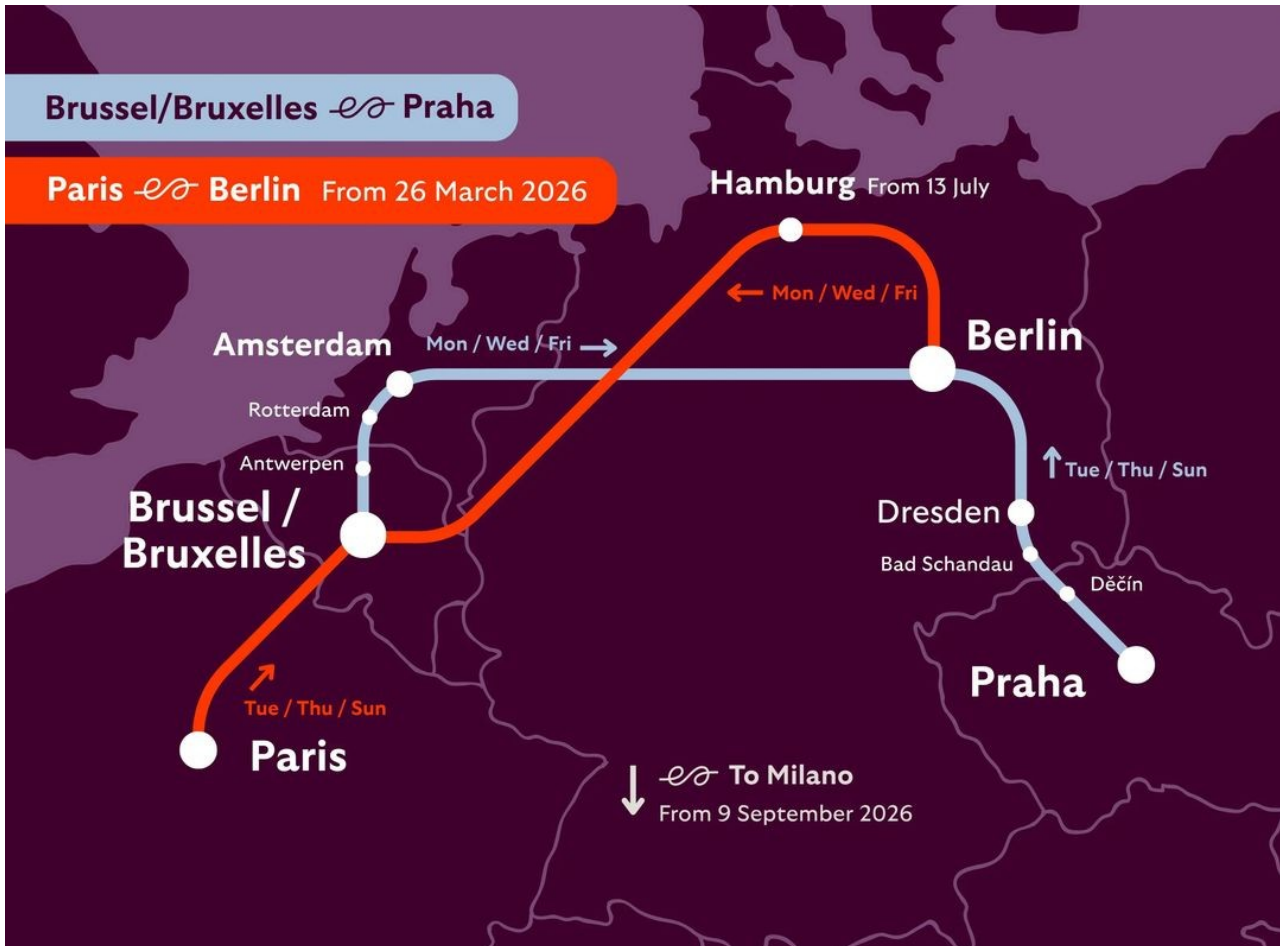 Brussel/Bruxelles Praha
Paris Berlin From 26 March 2026
Hamburg From 13 July
Mon / Wed / Fri
Berlin
Amsterdam
Mon / Wed / Fri
Rotterdam
Antwerpen
Brussel /
Bruxelles
Tue / Thu / Sun
Dresden
Bad Schandau
Děčín
Praha
Tue / Thu / Sun
Paris
To Milano
From 9 September 2026